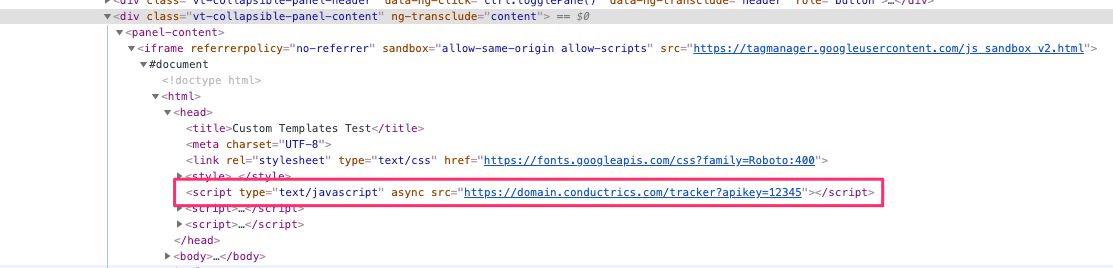 <div class="vt-collapsible-panel-header" data-ng-click="ctrl.togglePanel()" data-ng-transclude="header" role="button">…</div>
▼<div class="vt-collapsible-panel-content" ng-transclude="content"> == $0
▼<panel-content>
▼<iframe referrerpolicy="no-referrer" sandbox="allow-same-origin allow-scripts" src="https://tagmanager.googleusercontent.com/js_sandbox_v2.html">
▼#document
<!doctype html>
▼<html>
▼<head>
<title>Custom Templates Test</title>
<meta charset="UTF-8">
<link rel="stylesheet" type="text/css" href="https://fonts.googleapis.com/css?family=Roboto:400">
▶<style>…</style>
<script type="text/javascript" async src="https://domain.conductrics.com/tracker?apikey=12345"></script>
▶<script>…</script>
▶<script>…</script>
</head>
▶<body>…</body>